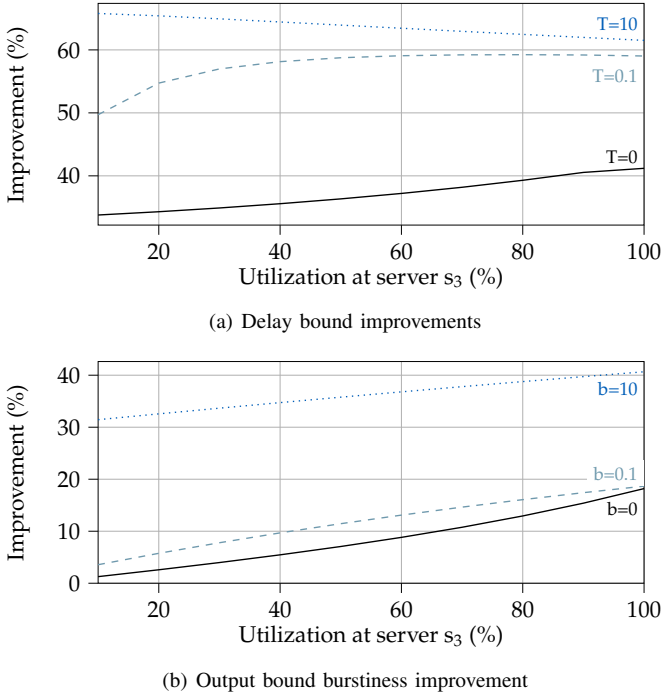 Improvement (%)
60
40
T=10
T=0.1
T=0
20
40
60
80
100
Utilization at server s₃ (%)
(a) Delay bound improvements
Improvement (%)
40
30
20
10
0
b=10
b=0.1
b=0
20
40
60
80
100
Utilization at server s₃ (%)
(b) Output bound burstiness improvement